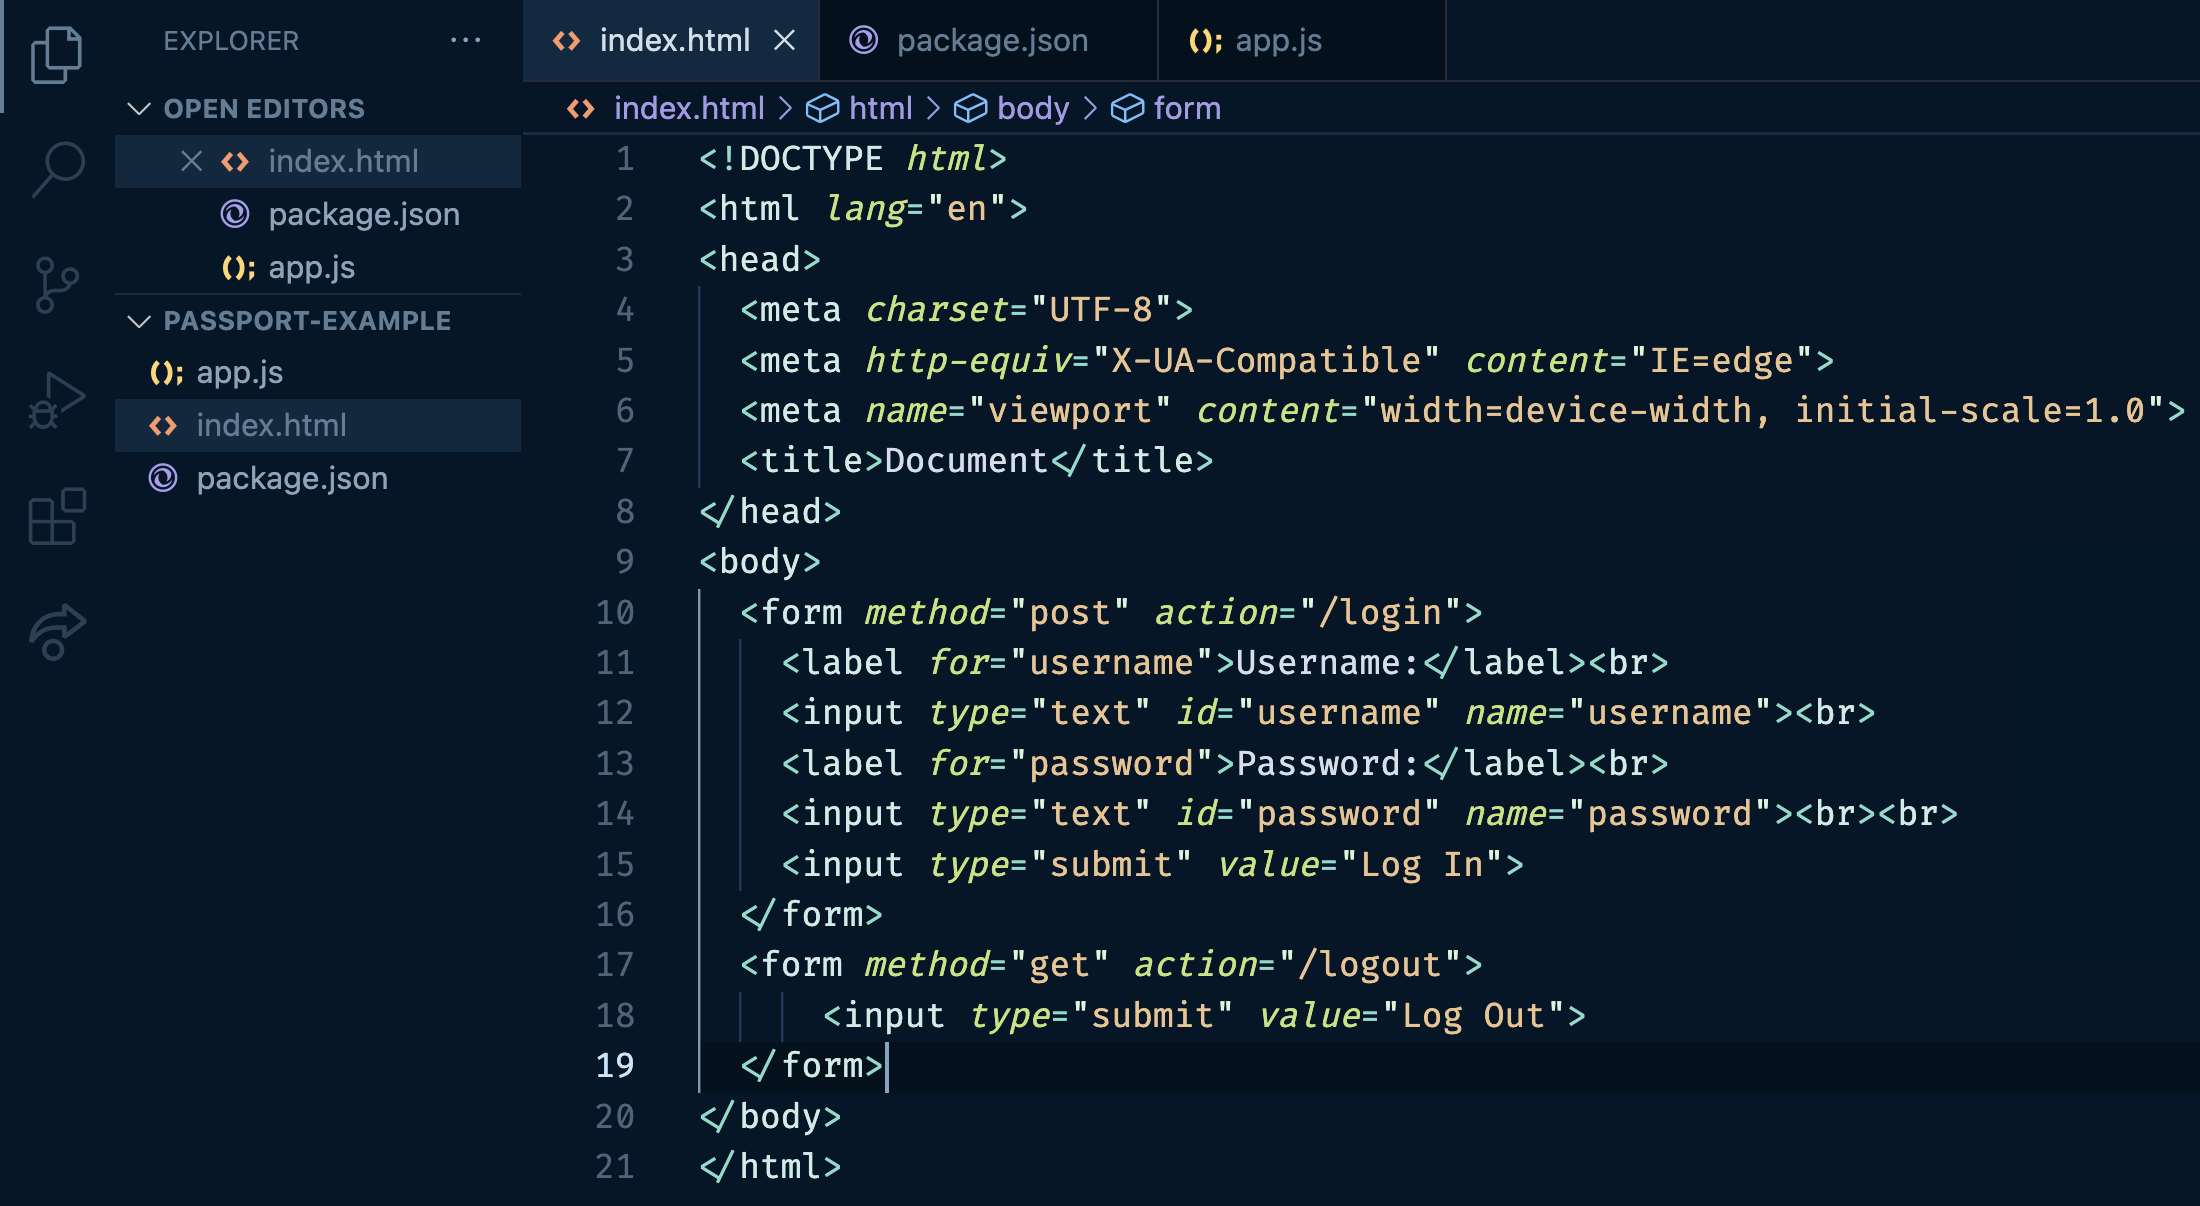 EXPLORER ···
OPEN EDITORS
index.html
package.json
app.js
PASSPORT-EXAMPLE
app.js
index.html
package.json
index.html package.json app.js
index.html > html > body > form
1 <!DOCTYPE html>
2 <html lang="en">
3 <head>
4   <meta charset="UTF-8">
5   <meta http-equiv="X-UA-Compatible" content="IE=edge">
6   <meta name="viewport" content="width=device-width, initial-scale=1.0">
7   <title>Document</title>
8 </head>
9 <body>
10   <form method="post" action="/login">
11     <label for="username">Username:</label><br>
12     <input type="text" id="username" name="username"><br>
13     <label for="password">Password:</label><br>
14     <input type="text" id="password" name="password"><br><br>
15     <input type="submit" value="Log In">
16   </form>
17   <form method="get" action="/logout">
18       <input type="submit" value="Log Out">
19   </form>
20 </body>
21 </html>